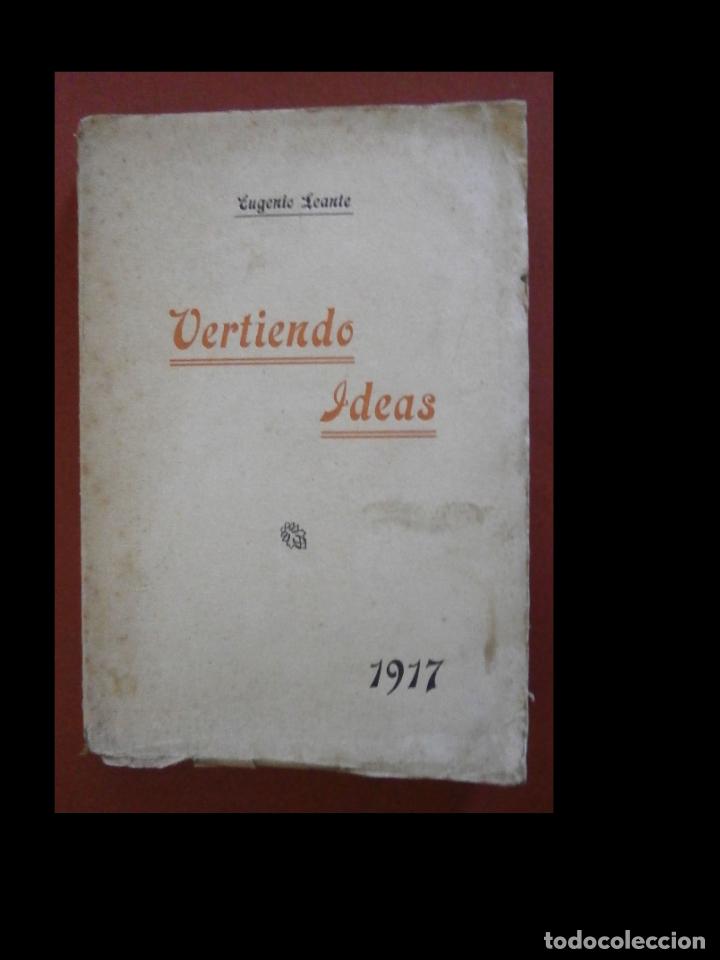 Eugenio Leante
Vertiendo
Ideas
1917
todocoleccion